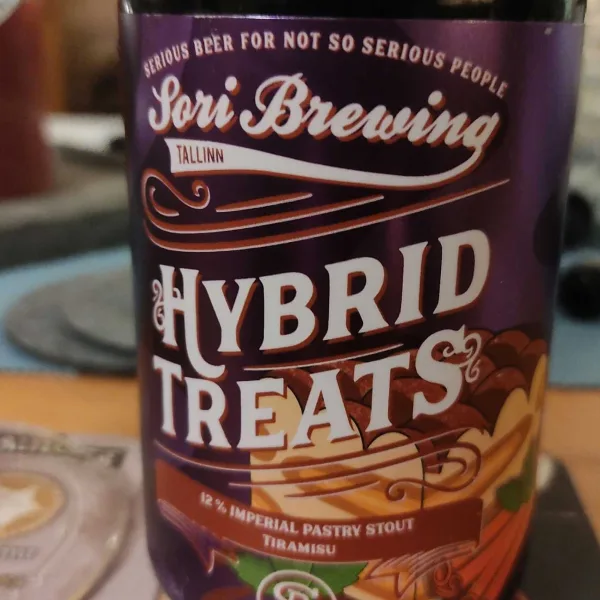 SERIOUS BEER FOR NOT SO SERIOUS PEOPLE
Sori Brewing
TALLINN
HYBRID
TREATS
12% IMPERIAL PASTRY STOUT
TIRAMISU